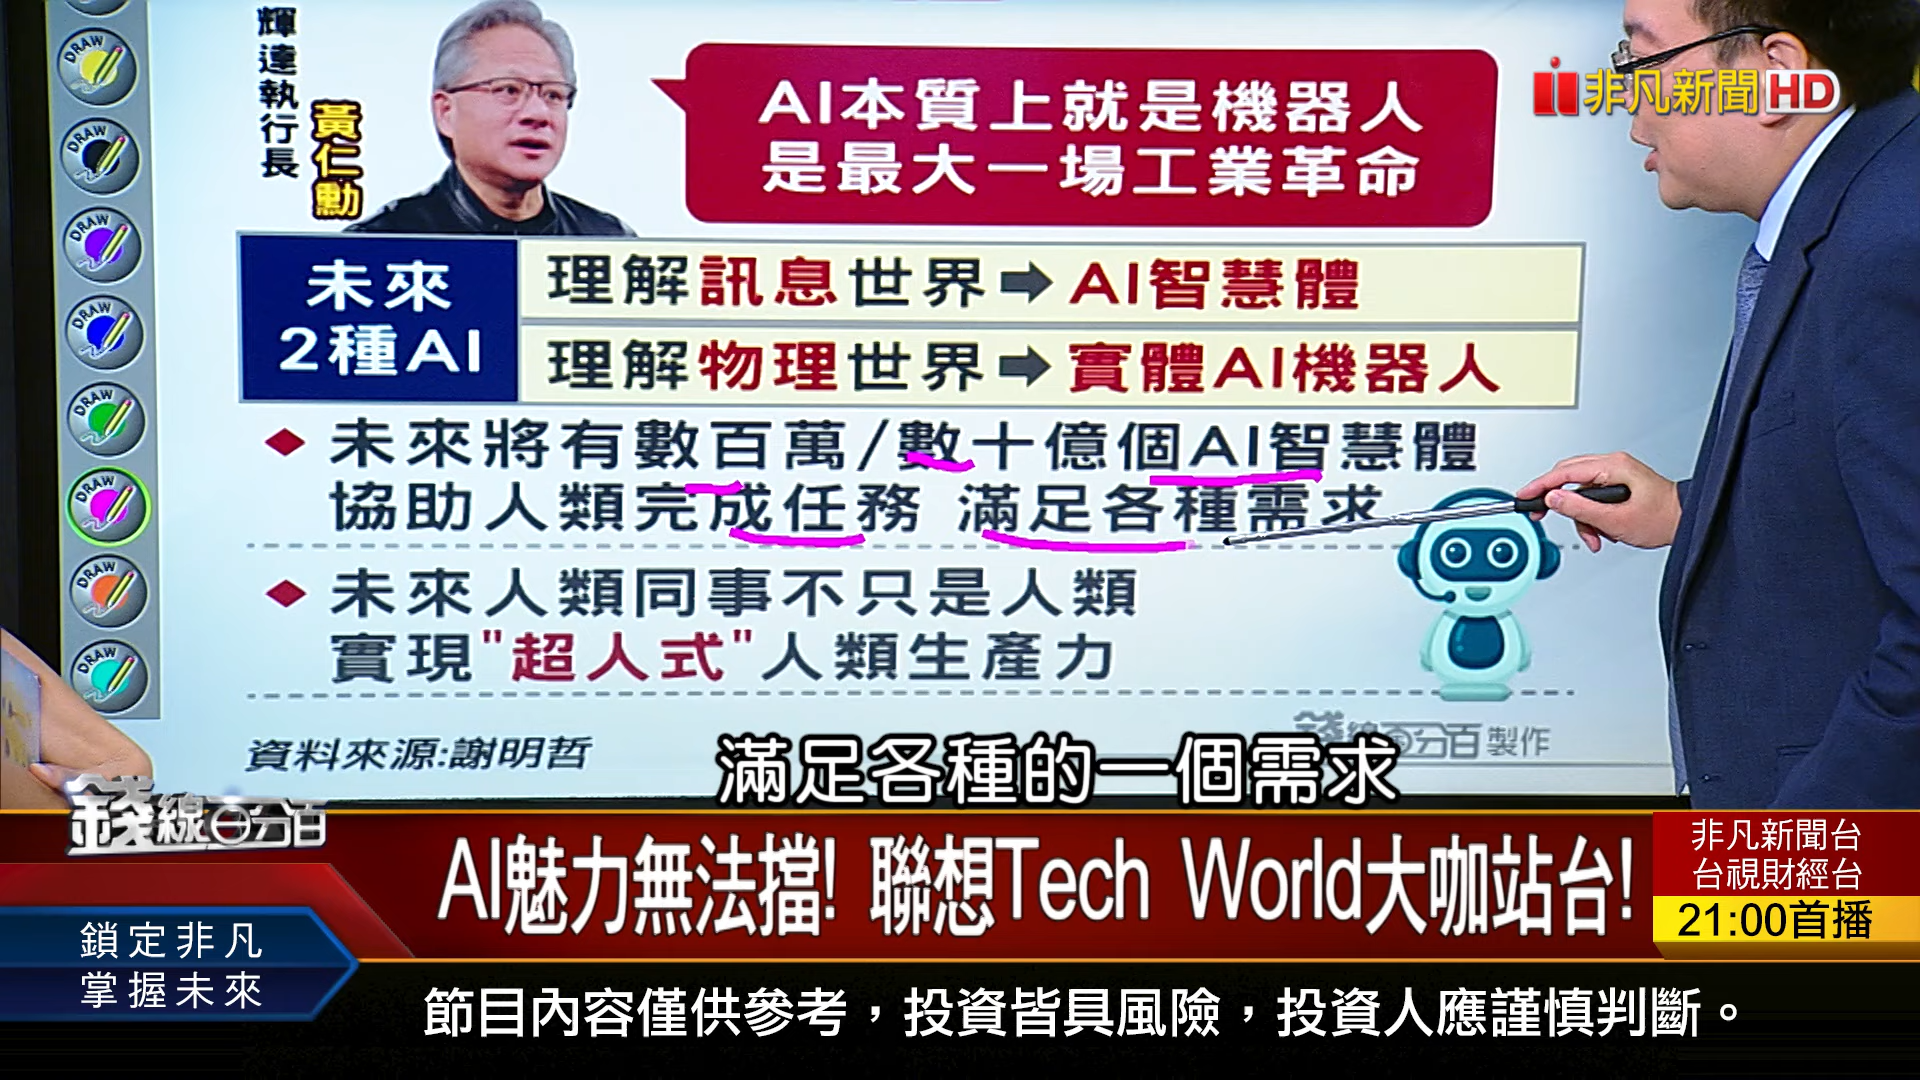 DRAW
DRAW
DRAW
DRAW
DRAW
DRAW
DRAW
DRAW
輝達執行長
黃仁勳
AI本質上就是機器人
是最大一場工業革命
非凡新聞HD
未來
2種AI
理解訊息世界➡AI智慧體
理解物理世界➡實體AI機器人
◆未來將有數百萬/數十億個AI智慧體
協助人類完成任務 滿足各種需求
◆未來人類同事不只是人類
實現"超人式"人類生產力
資料來源:謝明哲
錢線百分百製作
滿足各種的一個需求
錢線百分百
AI魅力無法擋! 聯想Tech World大咖站台!
非凡新聞台
台視財經台
21:00首播
鎖定非凡
掌握未來
節目內容僅供參考，投資皆具風險，投資人應謹慎判斷。